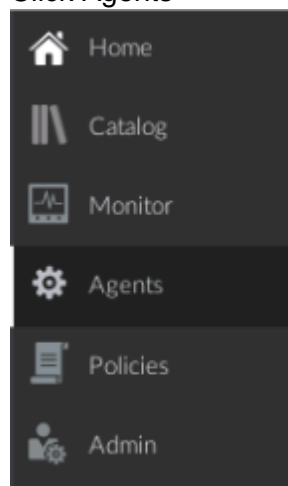 Click Agents
Home
Catalog
Monitor
Agents
Policies
Admin